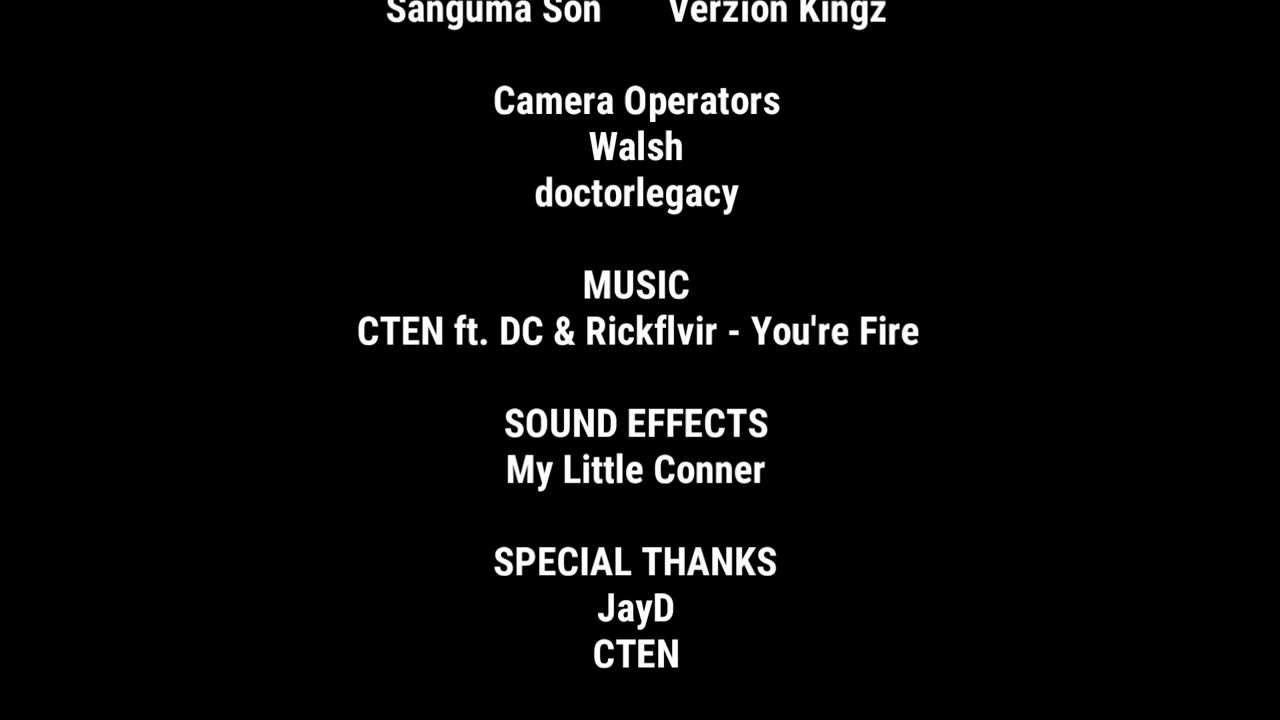 Sanguma Son Verzion Kingz
Camera Operators
Walsh
doctorlegacy
MUSIC
CTEN ft. DC & Rickflvir - You're Fire
SOUND EFFECTS
My Little Conner
SPECIAL THANKS
JayD
CTEN